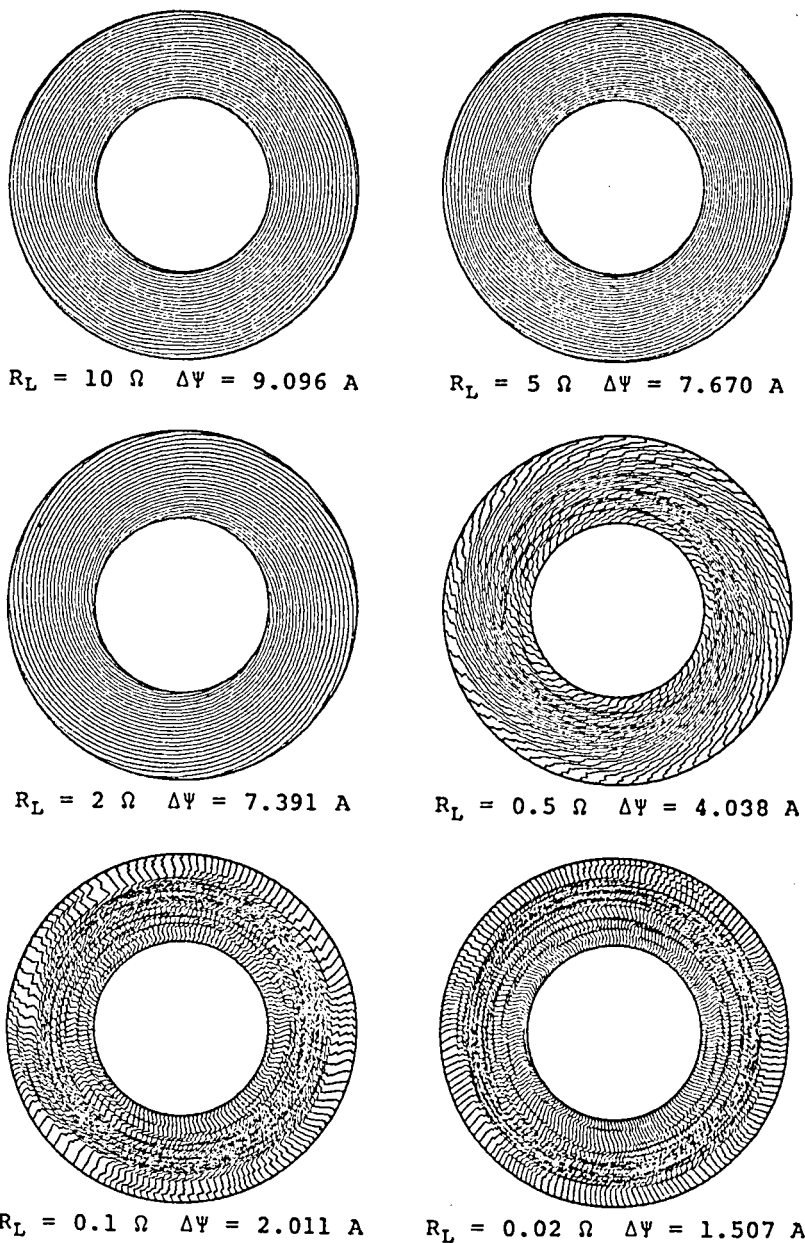 R_L = 10 Ω ΔΨ = 9.096 A
R_L = 5 Ω ΔΨ = 7.670 A
R_L = 2 Ω ΔΨ = 7.391 A
R_L = 0.5 Ω ΔΨ = 4.038 A
R_L = 0.1 Ω ΔΨ = 2.011 A
R_L = 0.02 Ω ΔΨ = 1.507 A